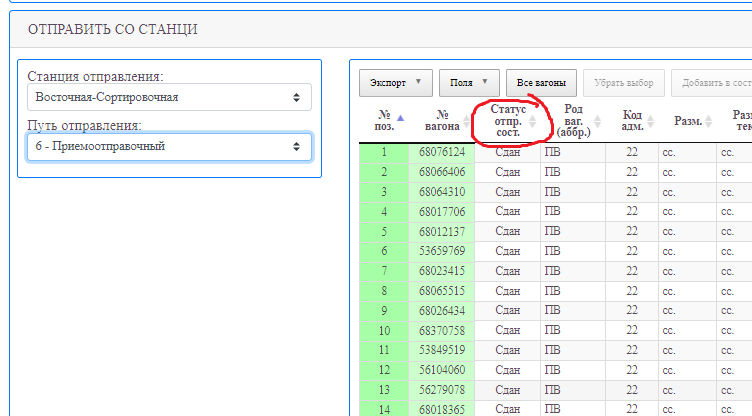 ОТПРАВИТЬ СО СТАНЦИ
Станция отправления:
Восточная-Сортировочная
Путь отправления:
6 - Приемоотправочный
Экспорт Поля Все вагоны Убрать выбор Добавить в сост
№ поз. № вагона Статус отпр. сост. Род ваг. (аббр.) Код адм. Разм. Раз тек
1 68076124 Сдан ПВ 22 сс. сс.
2 68066406 Сдан ПВ 22 сс. сс.
3 68064310 Сдан ПВ 22 сс. сс.
4 68017706 Сдан ПВ 22 сс. сс.
5 68012137 Сдан ПВ 22 сс. сс.
6 53659769 Сдан ПВ 22 сс. сс.
7 68023415 Сдан ПВ 22 сс. сс.
8 68065515 Сдан ПВ 22 сс. сс.
9 68026434 Сдан ПВ 22 сс. сс.
10 68370758 Сдан ПВ 22 сс. сс.
11 53849519 Сдан ПВ 22 сс. сс.
12 56104060 Сдан ПВ 22 сс. сс.
13 56279078 Сдан ПВ 22 сс. сс.
14 68018365 Сдан ПВ 22 сс. сс.